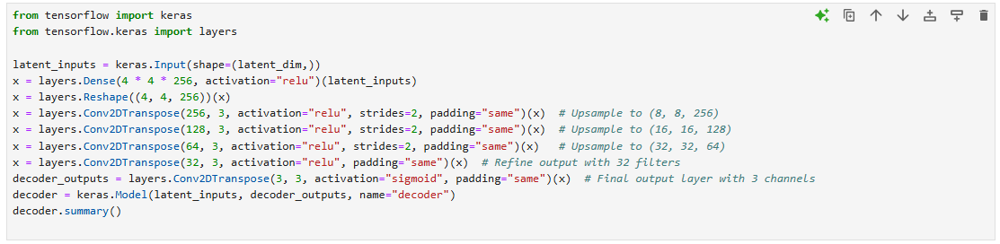 from tensorflow import keras
from tensorflow.keras import layers
latent_inputs = keras.Input(shape=(latent_dim,))
x = layers.Dense(4 * 4 * 256, activation="relu")(latent_inputs)
x = layers.Reshape((4, 4, 256))(x)
x = layers.Conv2DTranspose(256, 3, activation="relu", strides=2, padding="same")(x)  # Upsample to (8, 8, 256)
x = layers.Conv2DTranspose(128, 3, activation="relu", strides=2, padding="same")(x)  # Upsample to (16, 16, 128)
x = layers.Conv2DTranspose(64, 3, activation="relu", strides=2, padding="same")(x)   # Upsample to (32, 32, 64)
x = layers.Conv2DTranspose(32, 3, activation="relu", padding="same")(x)  # Refine output with 32 filters
decoder_outputs = layers.Conv2DTranspose(3, 3, activation="sigmoid", padding="same")(x)  # Final output layer with 3 channels
decoder = keras.Model(latent_inputs, decoder_outputs, name="decoder")
decoder.summary()